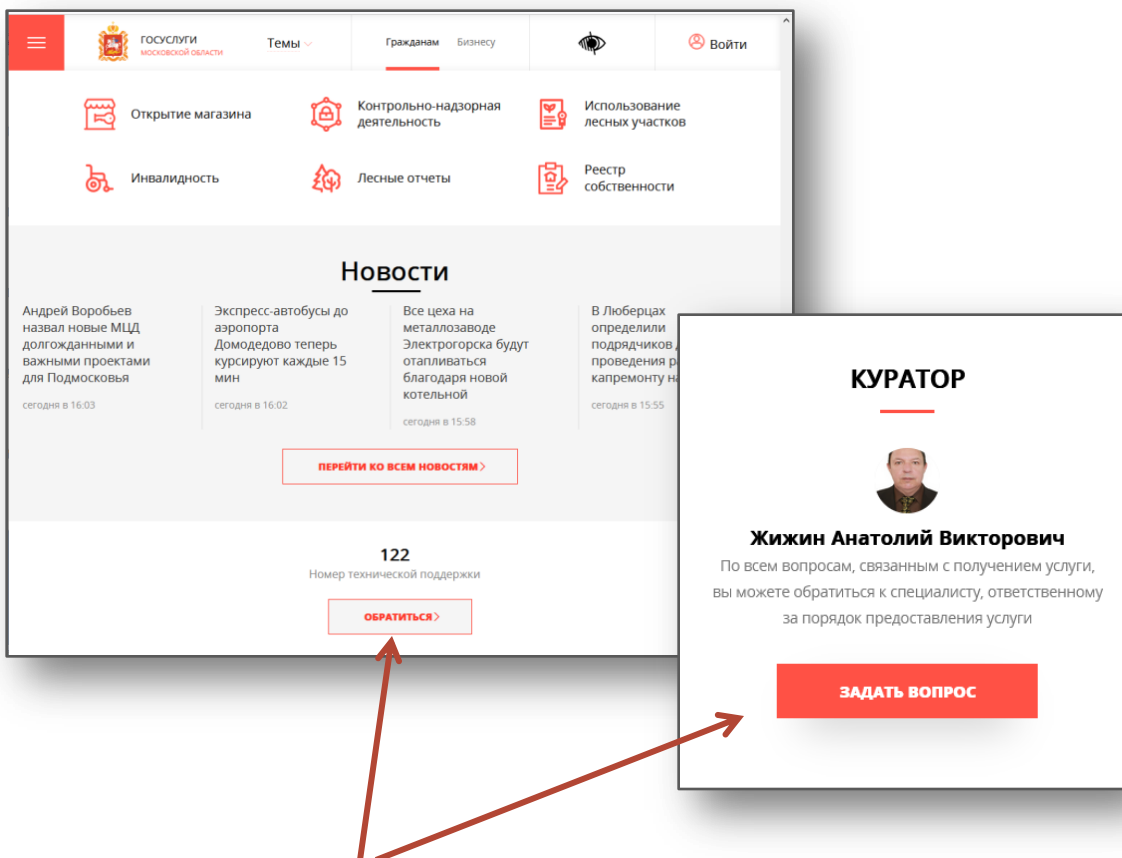 ГОСУСЛУГИ
МОСКОВСКОЙ ОБЛАСТИ
Темы
Гражданам Бизнесу
Войти
Открытие магазина
Контрольно-надзорная
деятельность
Использование
лесных участков
Инвалидность
Лесные отчеты
Реестр
собственности
Новости
Андрей Воробьев
назвал новые МЦД
долгожданными и
важными проектами
для Подмосковья
сегодня в 16:03
Экспресс-автобусы до
аэропорта
Домодедово теперь
курсируют каждые 15
мин
сегодня в 16:02
Все цеха на
металлозаводе
Электрогорска будут
отапливаться
благодаря новой
котельной
сегодня в 15:58
В Люберцах
определили
подрядчиков
проведения
капремонту
сегодня в 15:55
ПЕРЕЙТИ КО ВСЕМ НОВОСТЯМ
122
Номер технической поддержки
ОБРАТИТЬСЯ
КУРАТОР
Жижин Анатолий Викторович
По всем вопросам, связанным с получением услуги,
вы можете обратиться к специалисту, ответственному
за порядок предоставления услуги
ЗАДАТЬ ВОПРОС